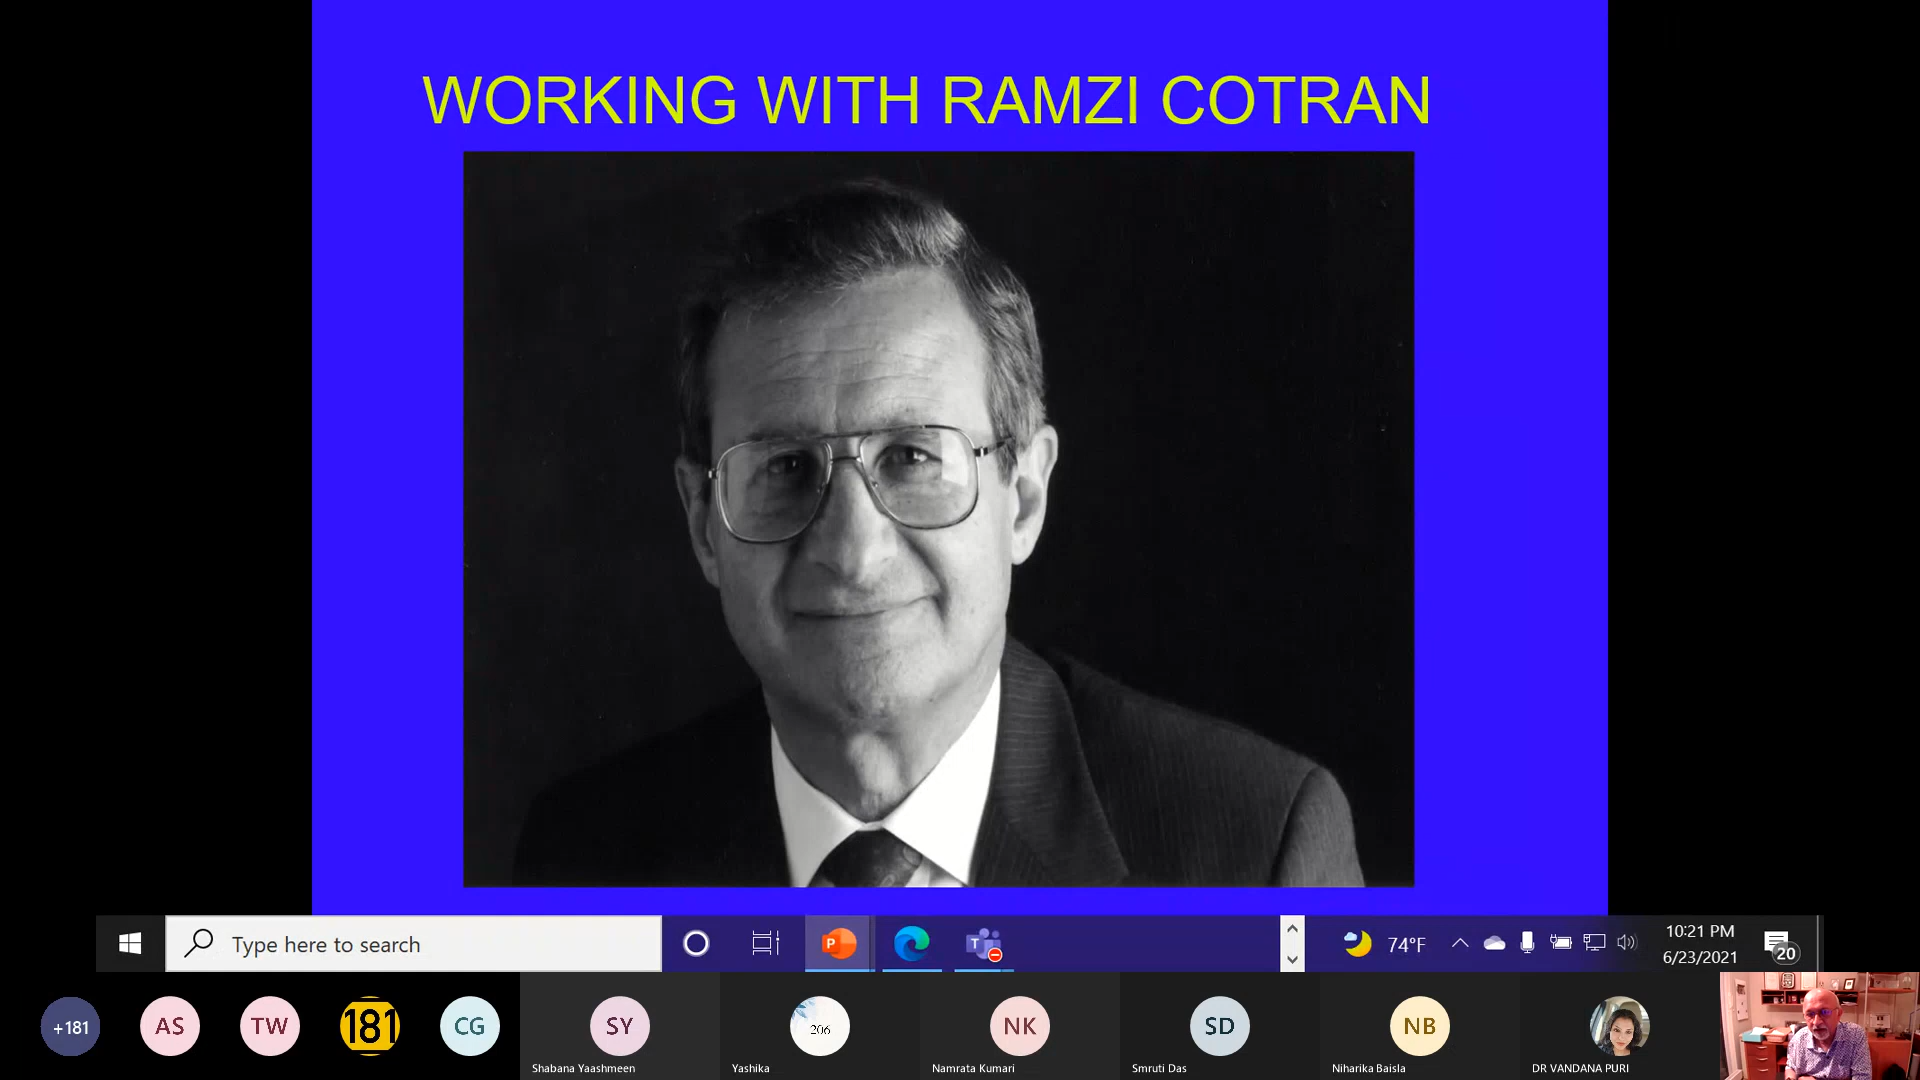 WORKING WITH RAMZI COTRAN
Type here to search
P
T
74°F
10:21 PM
6/23/2021
20
+181
AS
TW
181
CG
SY
206
NK
SD
NB
Shabana Yaashmeen
Yashika
Namrata Kumari
Smruti Das
Niharika Baisla
DR VANDANA PURI